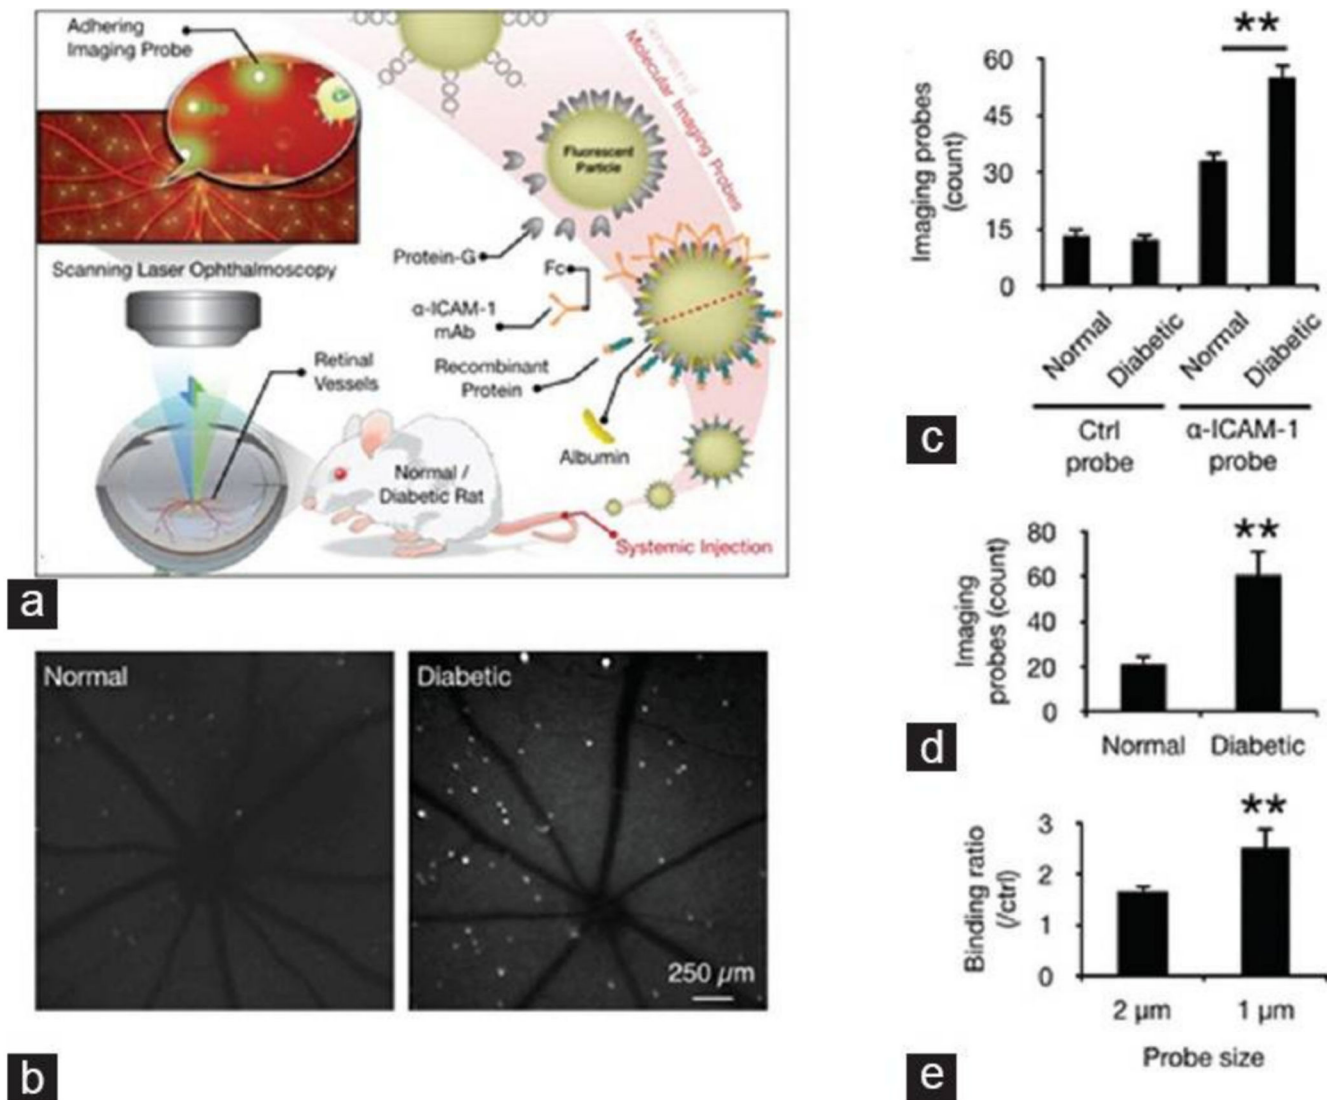 Adhering
Imaging Probe
Molecular Imaging Probes
Fluorescent
Particle
Protein-G
Fc
α-ICAM-1
mAb
Recombinant
Protein
Albumin
Scanning Laser Ophthalmoscopy
Retinal
Vessels
Normal /
Diabetic Rat
Systemic Injection
a
Normal
Diabetic
250 µm
b
**
Imaging probes
(count)
60
45
30
15
0
Normal
Diabetic
Normal
Diabetic
Ctrl
probe
α-ICAM-1
probe
c
**
Imaging
probes (count)
80
60
40
20
0
Normal
Diabetic
d
**
Binding ratio
(/ctrl)
3
2
1
0
2 µm
1 µm
Probe size
e